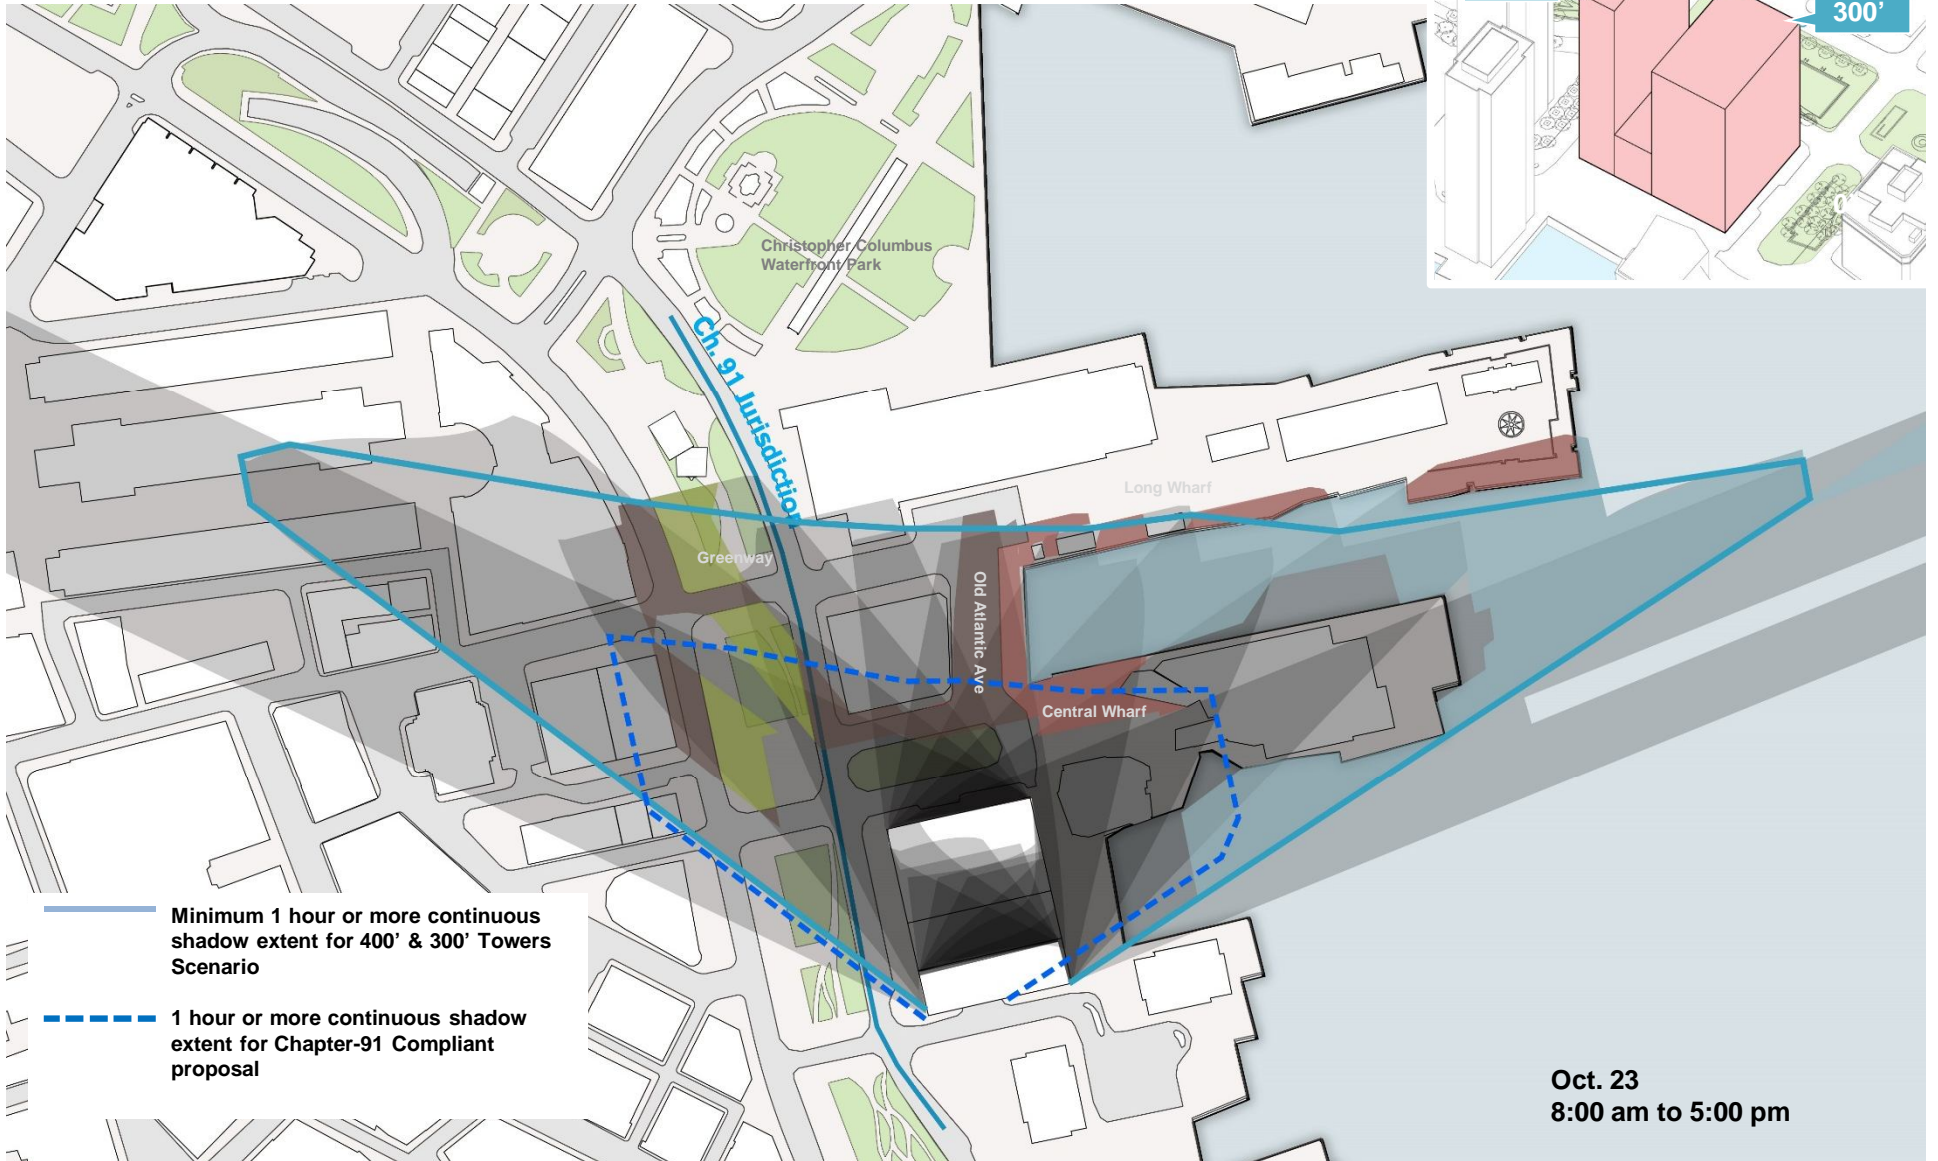 300’
0
Christopher Columbus
Waterfront Park
Ch. 91 Jurisdiction
Long Wharf
Greenway
Old Atlantic Ave
Central Wharf
Minimum 1 hour or more continuous
shadow extent for 400’ & 300’ Towers
Scenario
1 hour or more continuous shadow
extent for Chapter-91 Compliant
proposal
Oct. 23
8:00 am to 5:00 pm